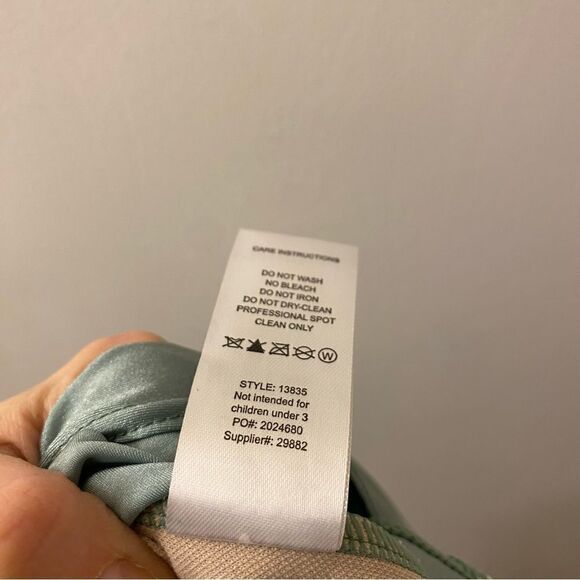 CARE INSTRUCTIONS
DO NOT WASH
NO BLEACH
DO NOT IRON
DO NOT DRY-CLEAN
PROFESSIONAL SPOT
CLEAN ONLY
W
STYLE: 13835
Not intended for
children under 3
PO#: 2024680
Supplier#: 29882